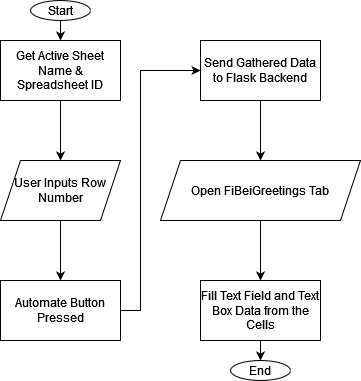 Start
Get Active Sheet
Name &
Spreadsheet ID
User Inputs Row
Number
Automate Button
Pressed
Send Gathered Data
to Flask Backend
Open FiBeiGreetings Tab
Fill Text Field and Text
Box Data from the
Cells
End